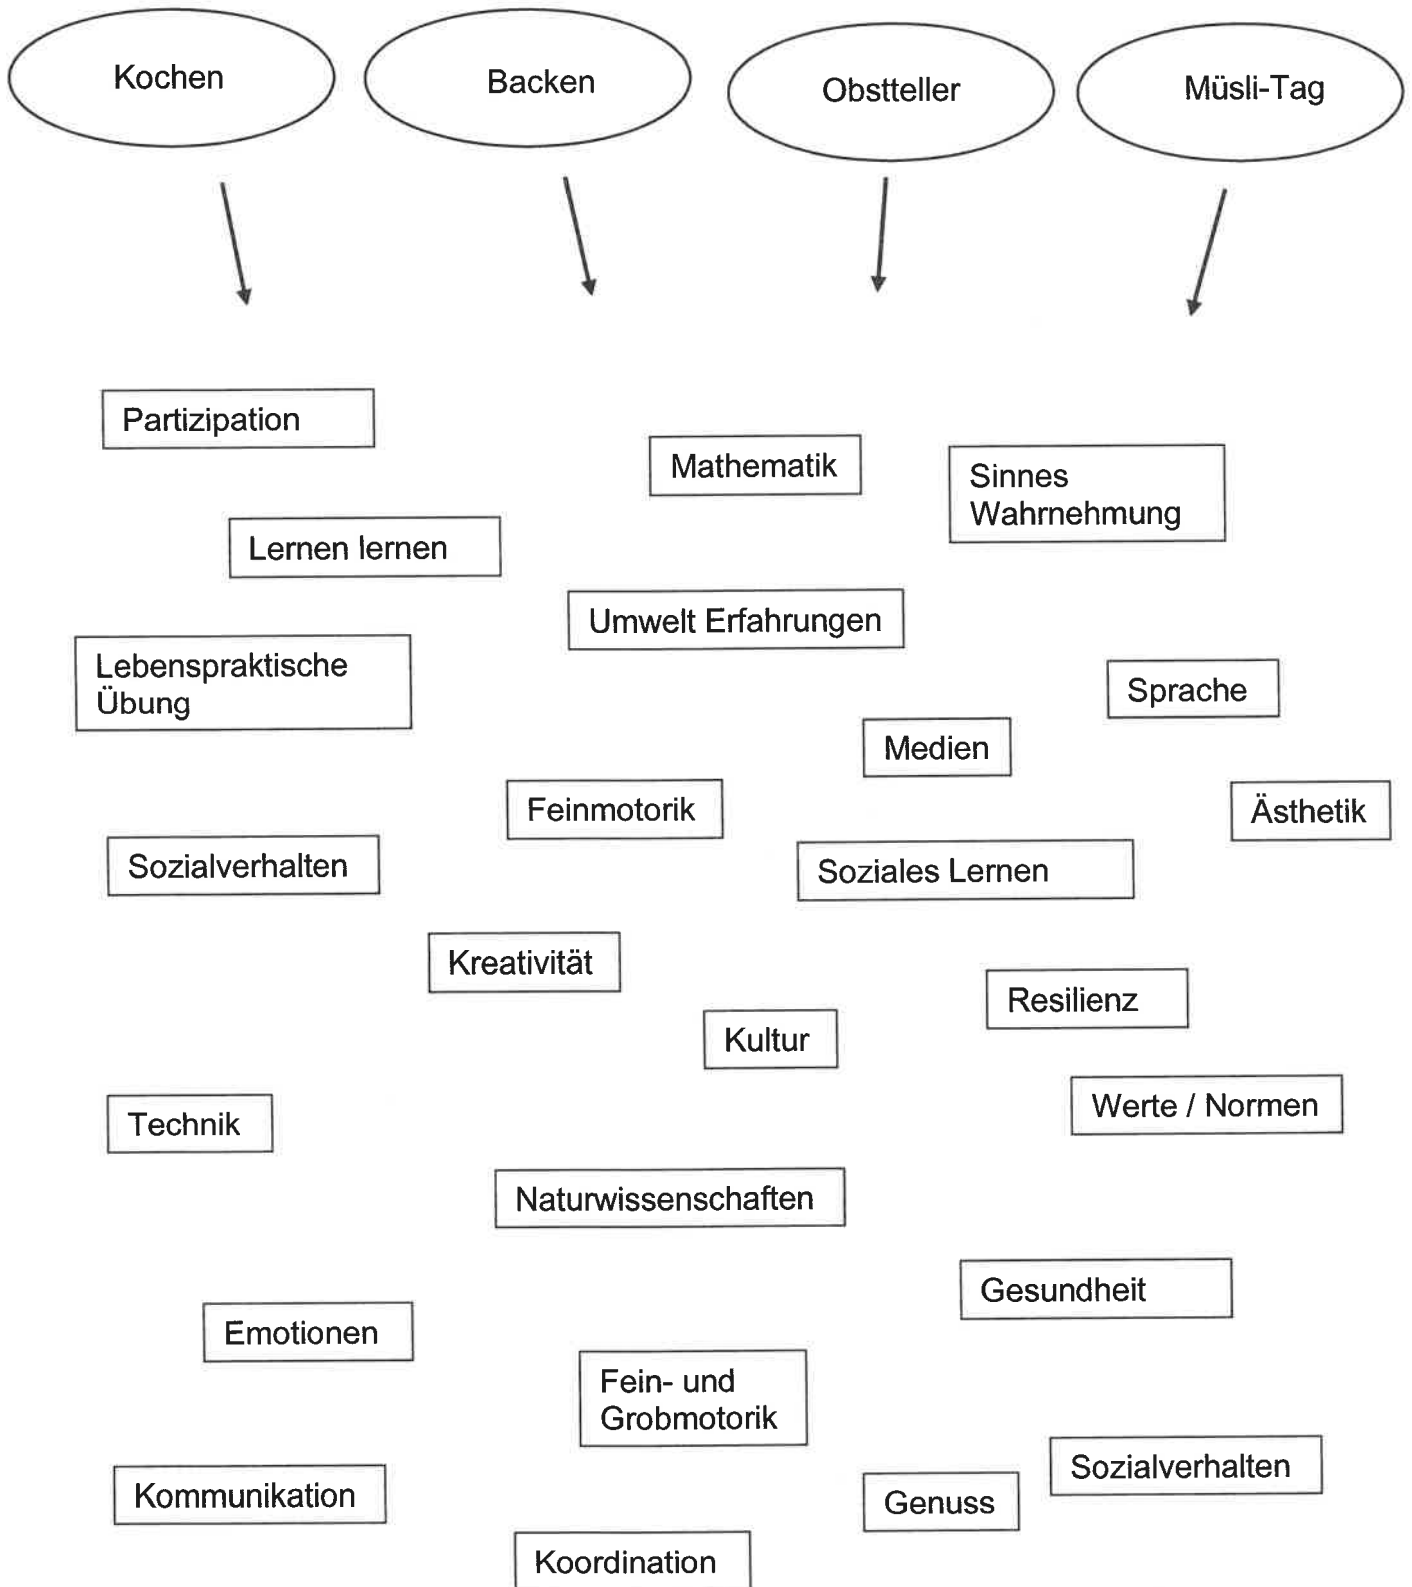 Kochen
Backen
Obstteller
Müsli-Tag
Partizipation
Mathematik
Sinnes
Wahrnehmung
Lernen lernen
Umwelt Erfahrungen
Lebenspraktische
Übung
Sprache
Medien
Feinmotorik
Ästhetik
Sozialverhalten
Soziales Lernen
Kreativität
Resilienz
Kultur
Werte / Normen
Technik
Naturwissenschaften
Gesundheit
Emotionen
Fein- und
Grobmotorik
Sozialverhalten
Kommunikation
Genuss
Koordination